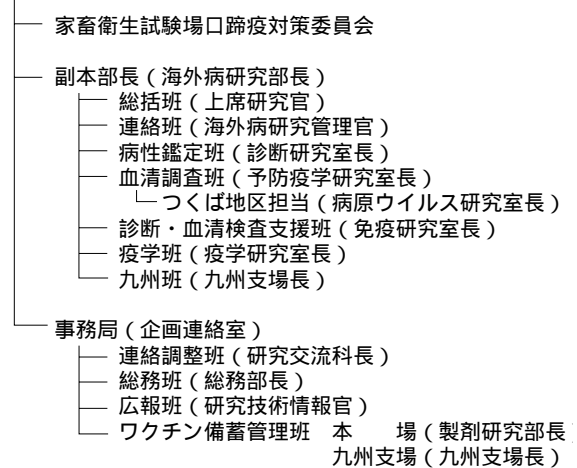 家畜衛生試験場口蹄疫対策委員会
副本部長(海外病研究部長)
総括班(上席研究官)
連絡班(海外病研究管理官)
病性鑑定班(診断研究室長)
血清調査班(予防疫学研究室長)
つくば地区担当(病原ウイルス研究室長)
診断・血清検査支援班(免疫研究室長)
疫学班(疫学研究室長)
九州班(九州支場長)
事務局(企画連絡室)
連絡調整班(研究交流科長)
総務班(総務部長)
広報班(研究技術情報官)
ワクチン備蓄管理班 本  場(製剤研究部長)
九州支場(九州支場長)